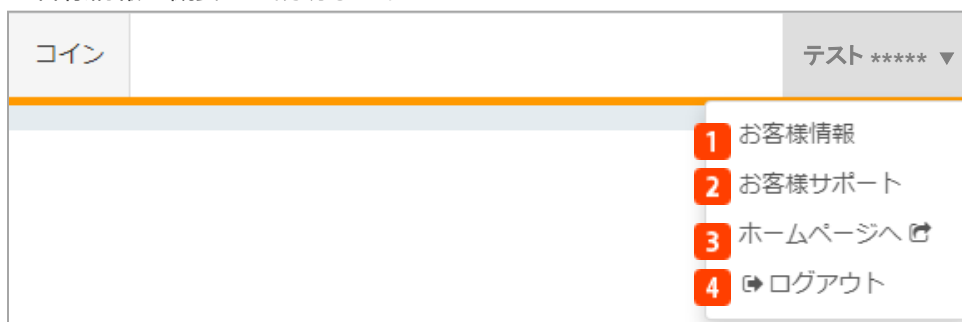 コイン
テスト ***** ▼
1 お客様情報
2 お客様サポート
3 ホームページへ
4 ログアウト